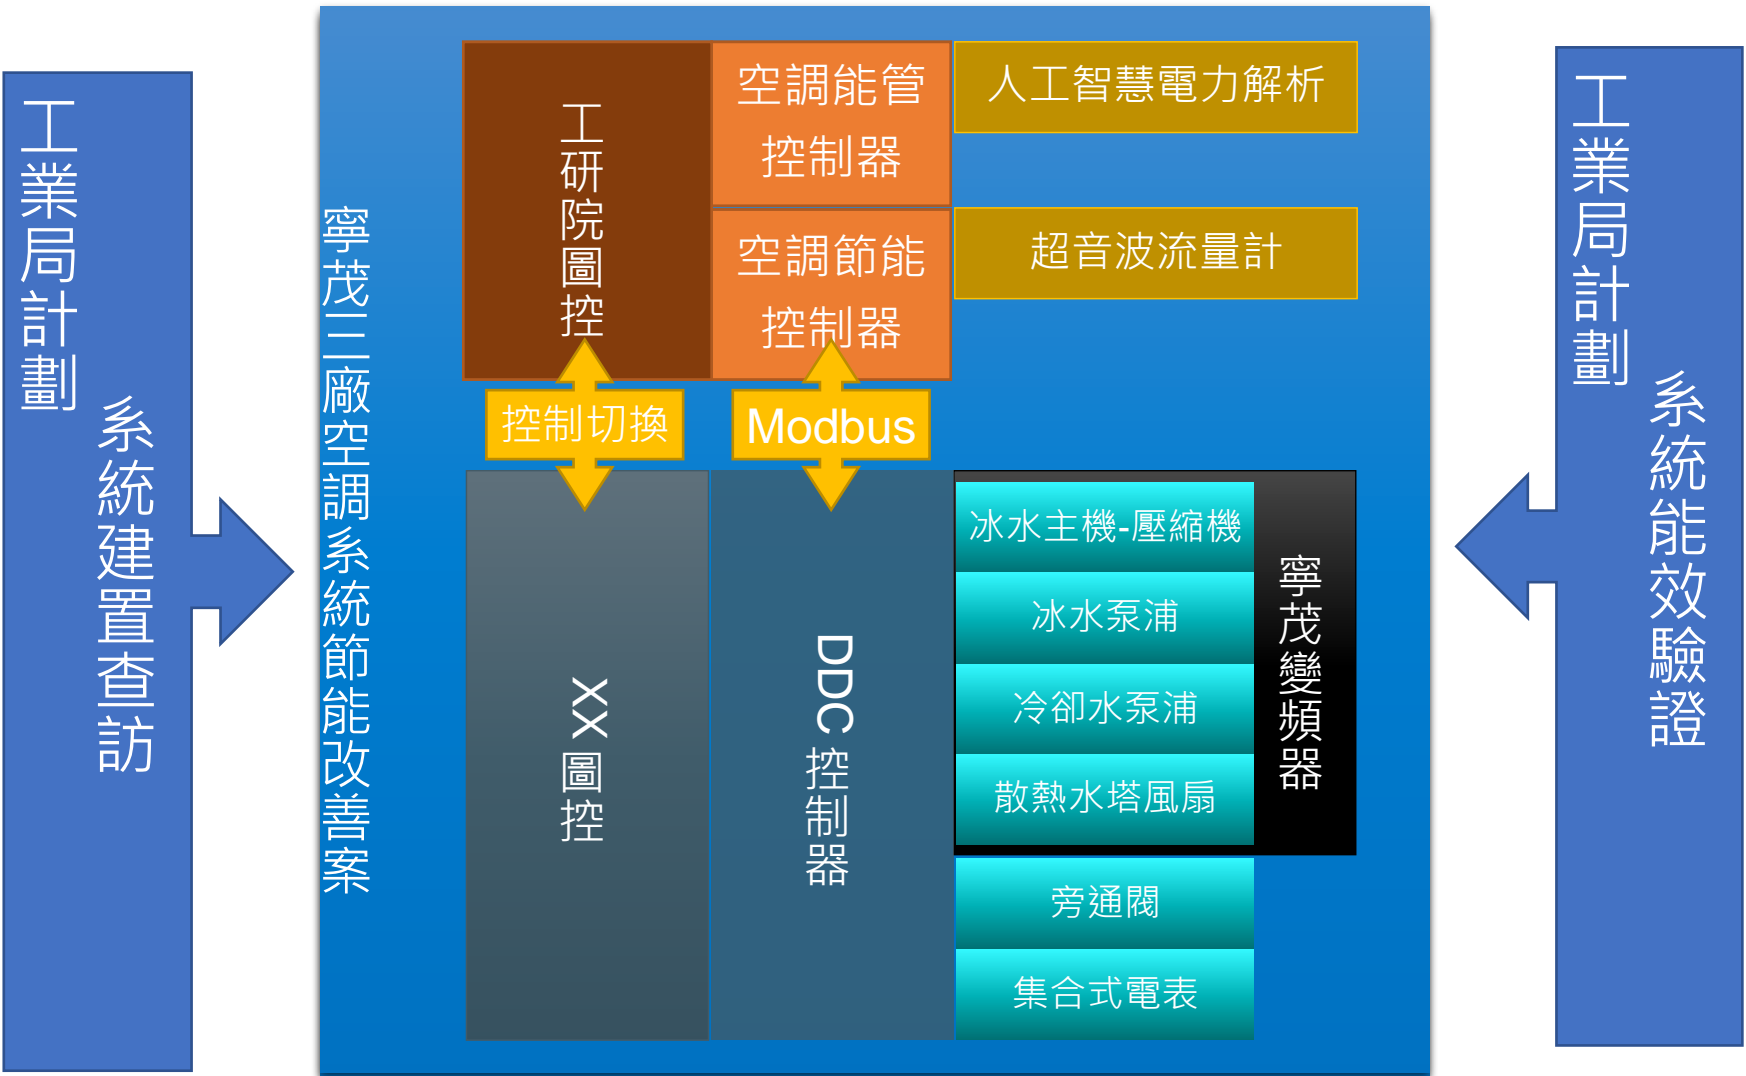 工業局計劃
系統建置查訪
寧茂三廠空調系統節能改善案
工研院圖控
空調能管
控制器
空調節能
控制器
人工智慧電力解析
超音波流量計
控制切換
Modbus
XX圖控
DDC控制器
冰水主機-壓縮機
冰水泵浦
冷卻水泵浦
散熱水塔風扇
寧茂變頻器
旁通閥
集合式電表
工業局計劃
系統能效驗證